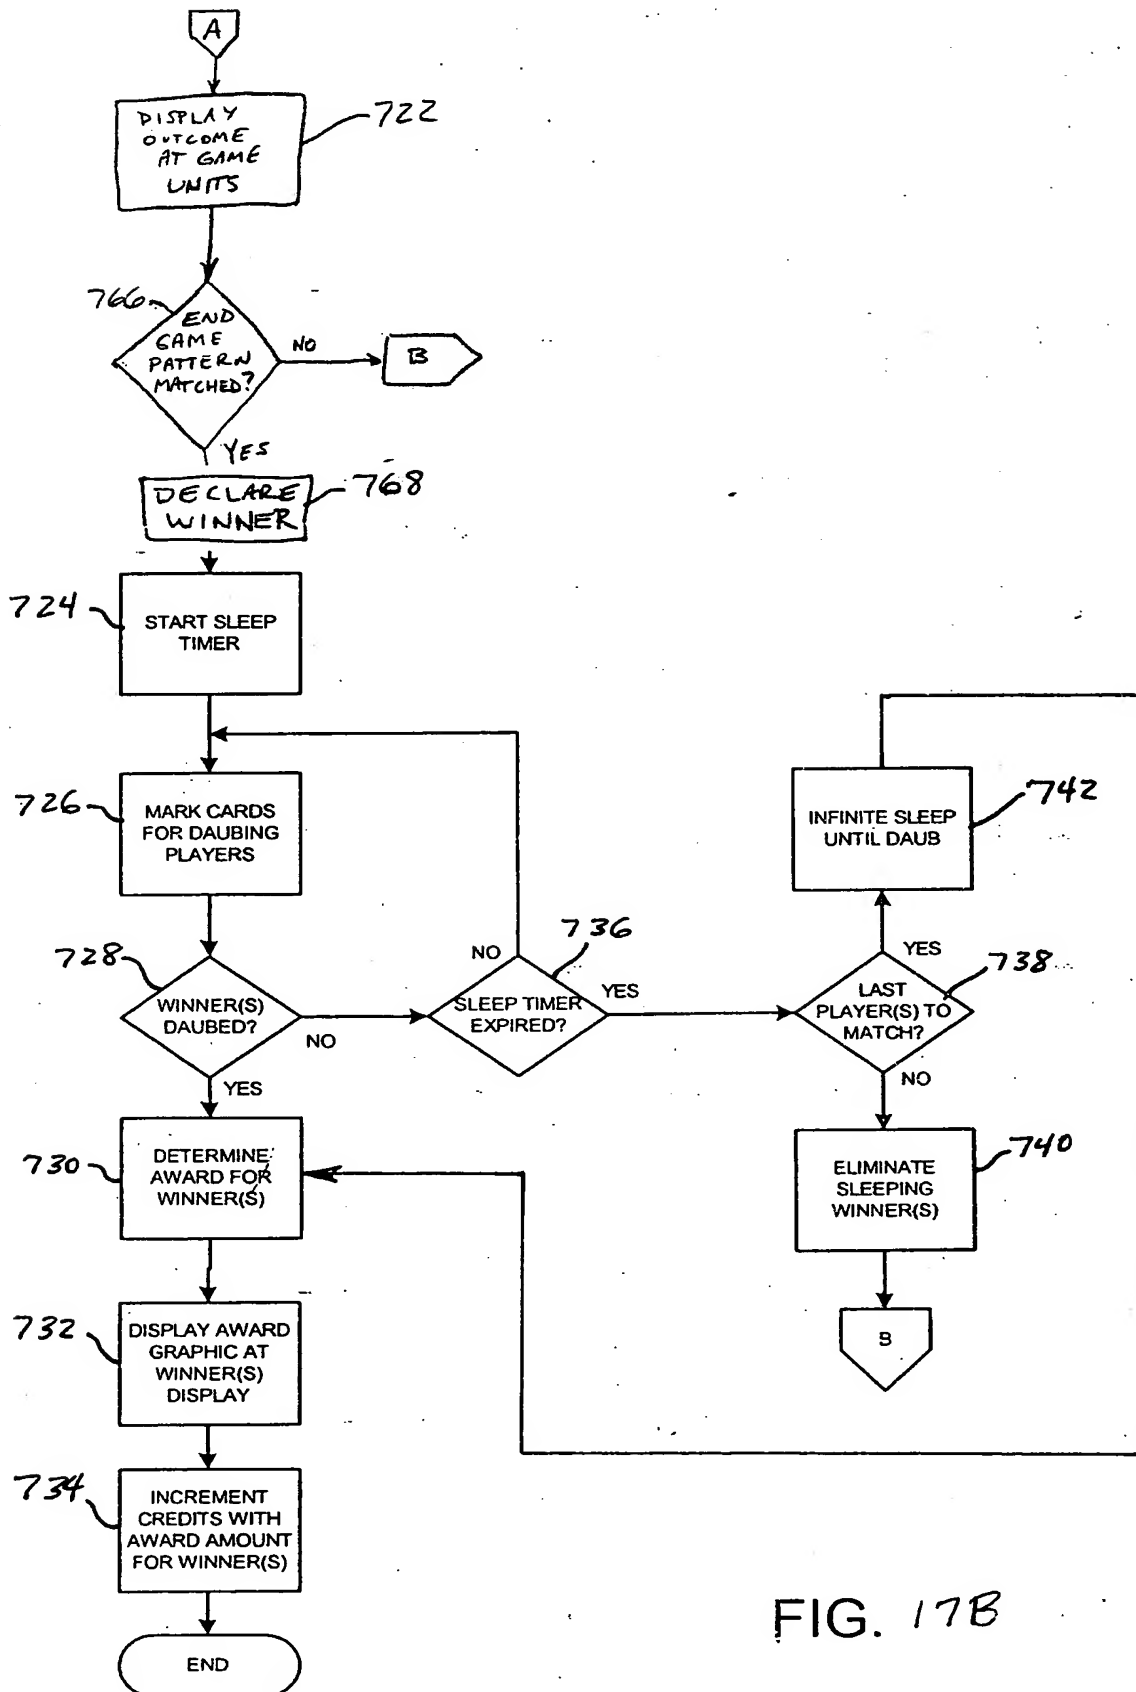 A
DISPLAY
OUTCOME
AT GAME
UNITS
722
766
END
GAME
PATTERN
MATCHED?
NO
B
YES
DECLARE
WINNER
768
724
START SLEEP
TIMER
726
MARK CARDS
FOR DAUBING
PLAYERS
INFINITE SLEEP
UNTIL DAUB
742
728
WINNER(S)
DAUBED?
NO
YES
NO
736
SLEEP TIMER
EXPIRED?
YES
YES
738
LAST
PLAYER(S) TO
MATCH?
NO
730
DETERMINE
AWARD FOR
WINNER(S)
740
ELIMINATE
SLEEPING
WINNER(S)
B
732
DISPLAY AWARD
GRAPHIC AT
WINNER(S)
DISPLAY
734
INCREMENT
CREDITS WITH
AWARD AMOUNT
FOR WINNER(S)
END
FIG. 17B